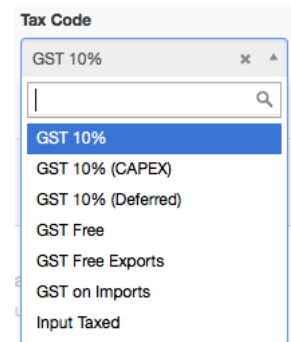 Tax Code
GST 10%
GST 10%
GST 10% (CAPEX)
GST 10% (Deferred)
GST Free
GST Free Exports
GST on Imports
Input Taxed